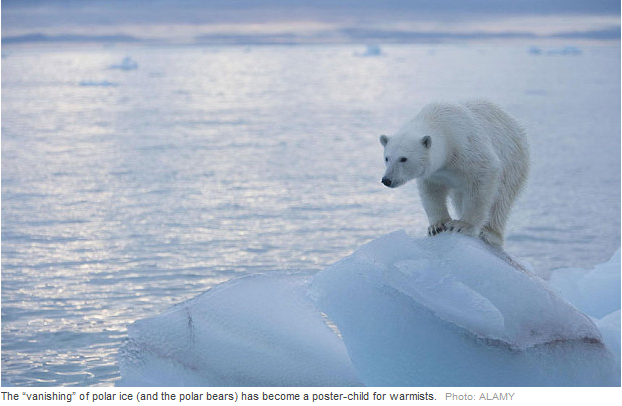 The “vanishing” of polar ice (and the polar bears) has become a poster-child for warmists. Photo: ALAMY